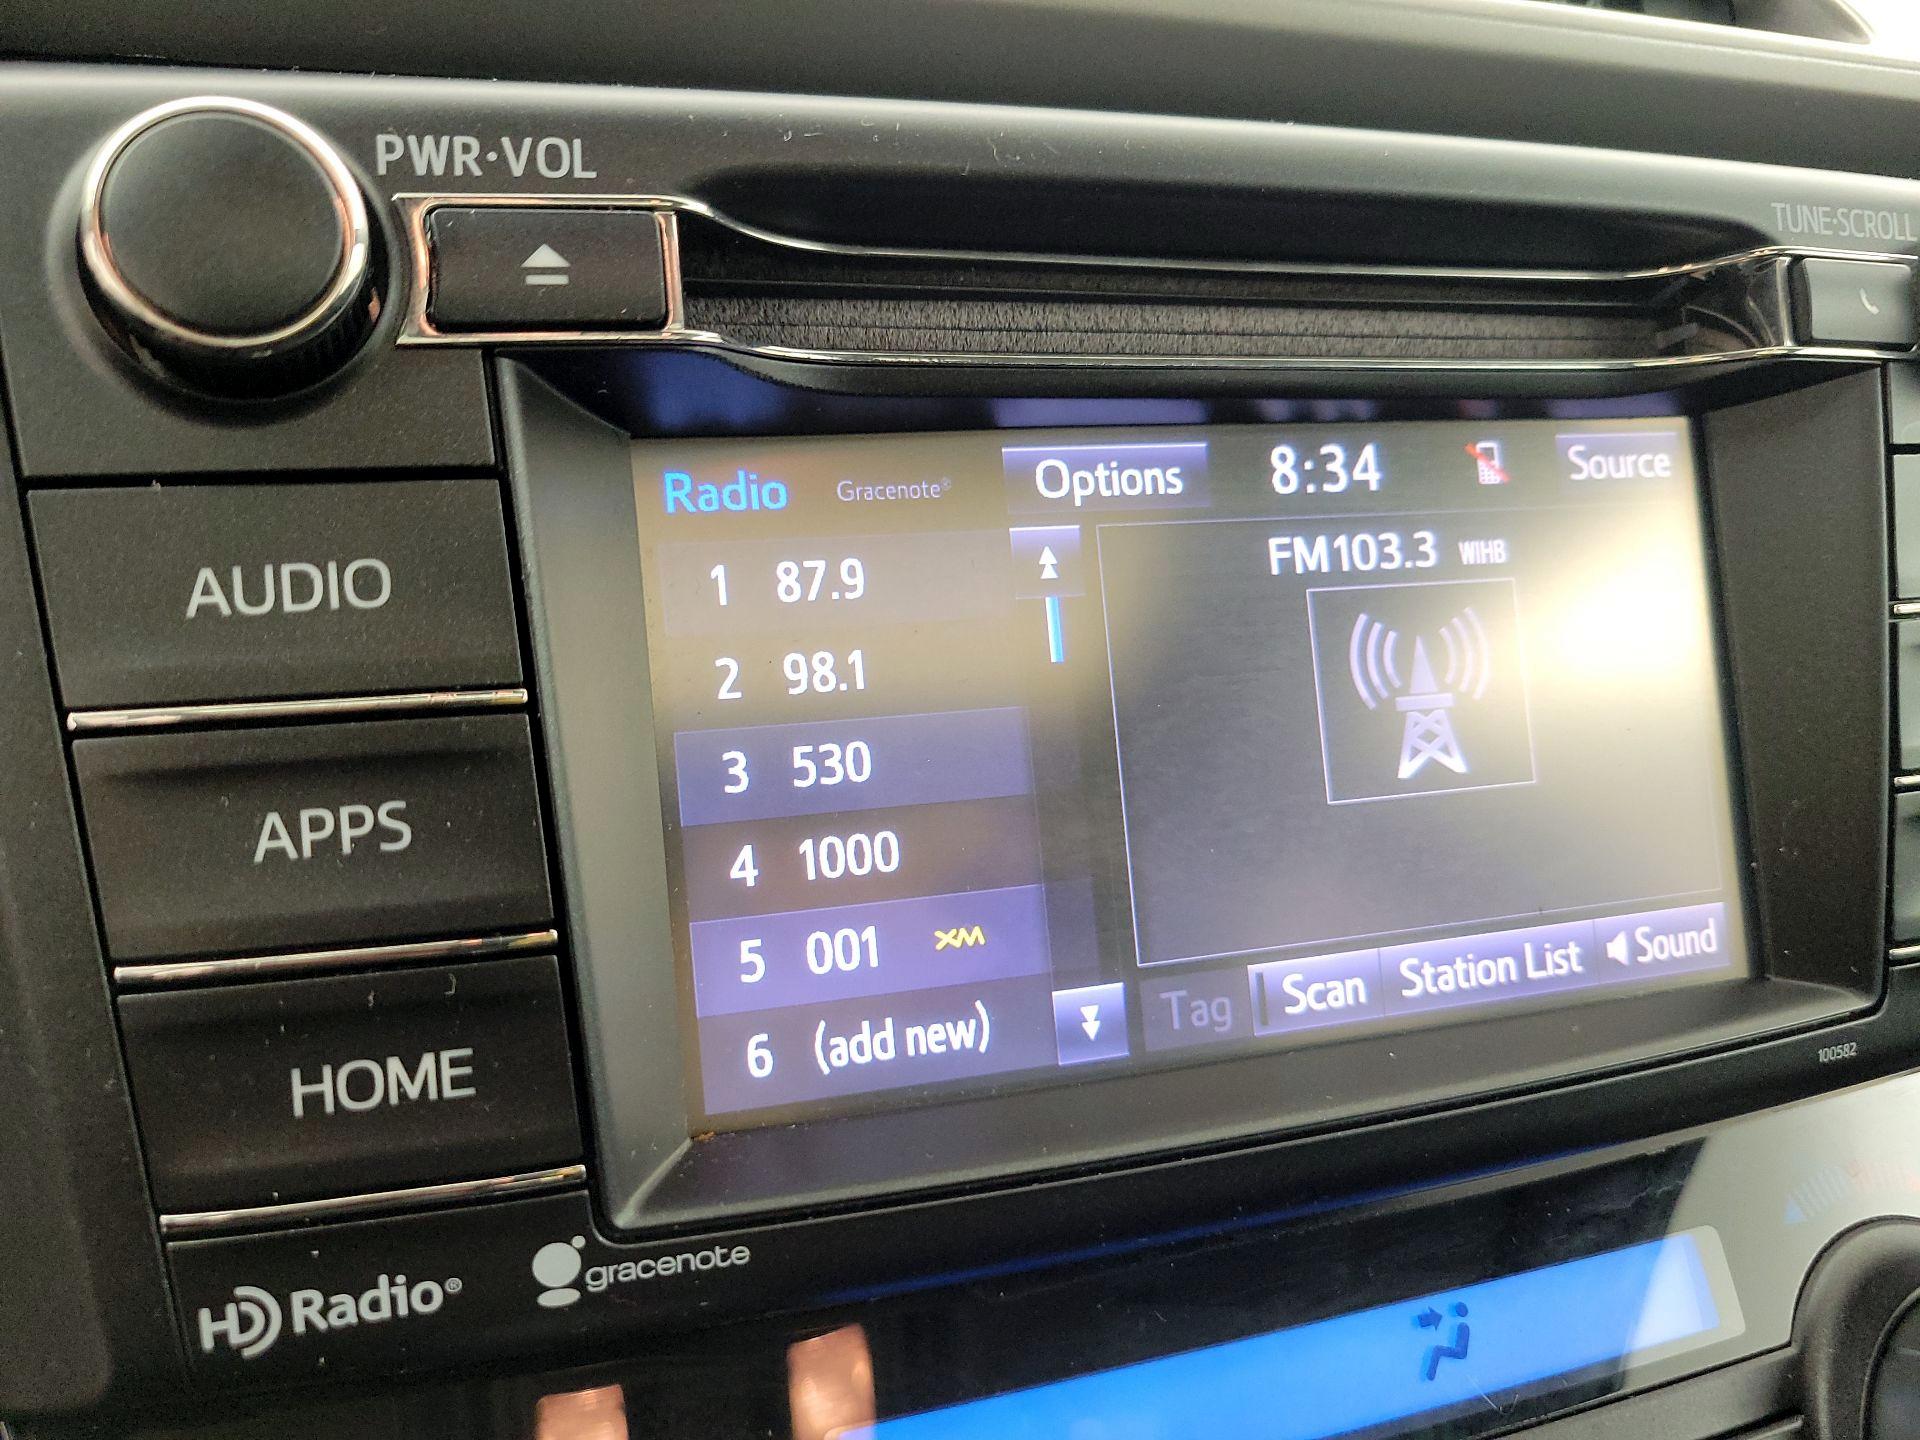 PWR·VOL
TUNE·SCROLL
AUDIO
APPS
HOME
Radio Gracenote® Options 8:34 Source
1 87.9
2 98.1
3 530
4 1000
5 001 XM
6 (add new)
FM103.3 WIHB
Tag Scan Station List Sound
100582
HD Radio®
gracenote